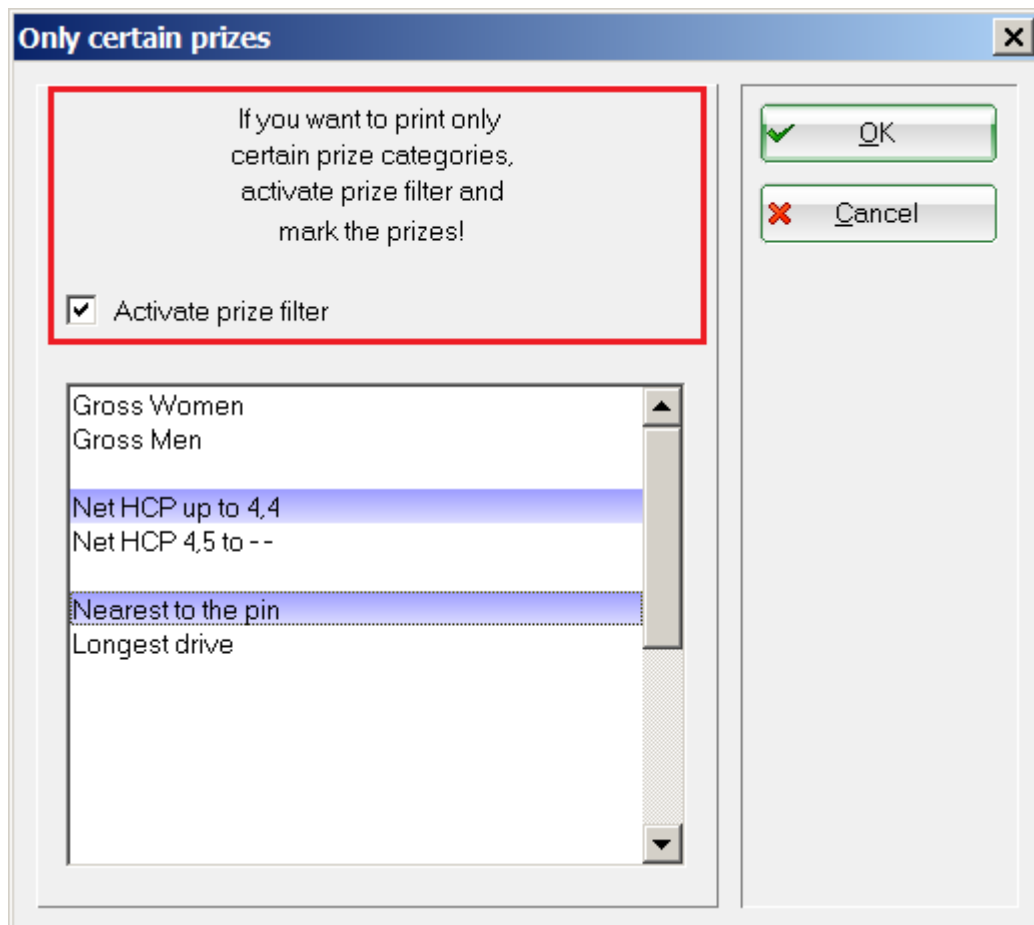 Only certain prizes
If you want to print only
certain prize categories,
activate prize filter and
mark the prizes!
Activate prize filter
OK
Cancel
Gross Women
Gross Men
Net HCP up to 4,4
Net HCP 4,5 to --
Nearest to the pin
Longest drive